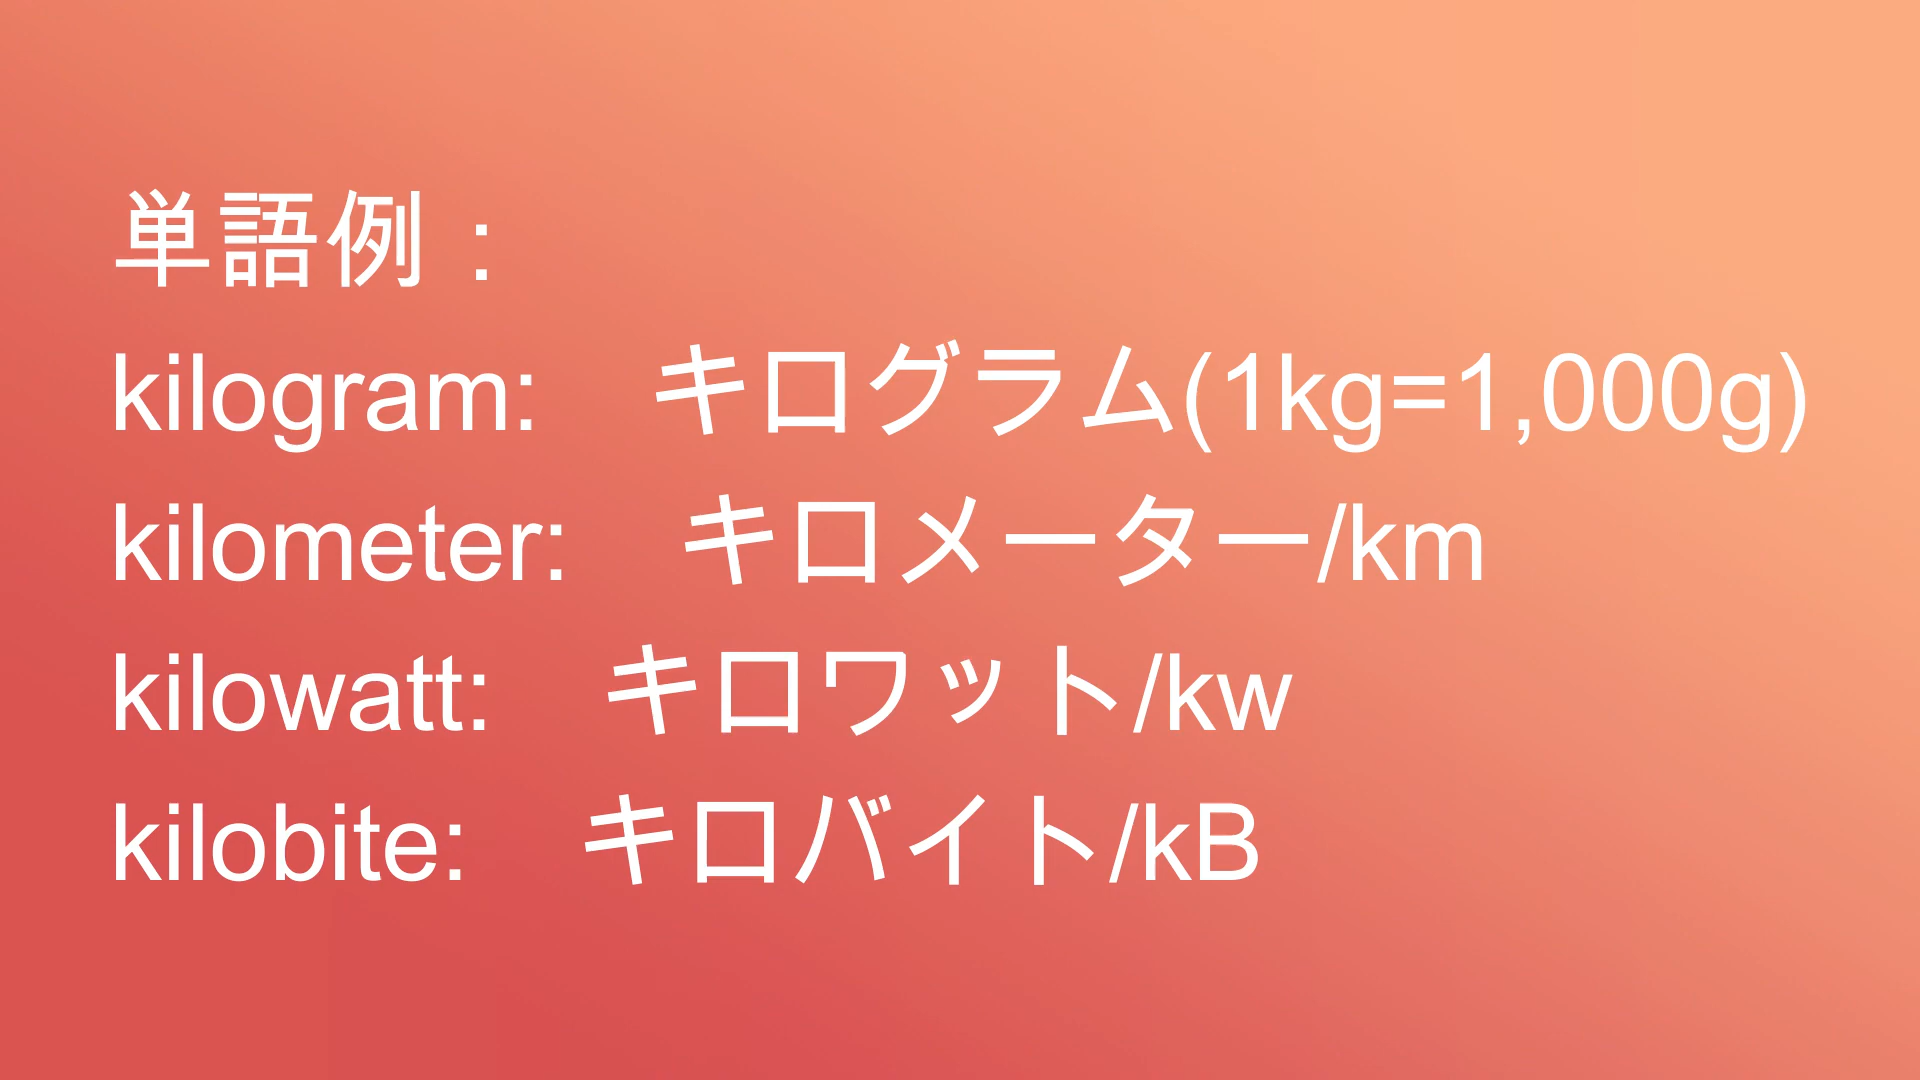 単語例：
kilogram:　キログラム(1kg=1,000g)
kilometer:　キロメーター/km
kilowatt:　キロワット/kw
kilobite:　キロバイト/kB